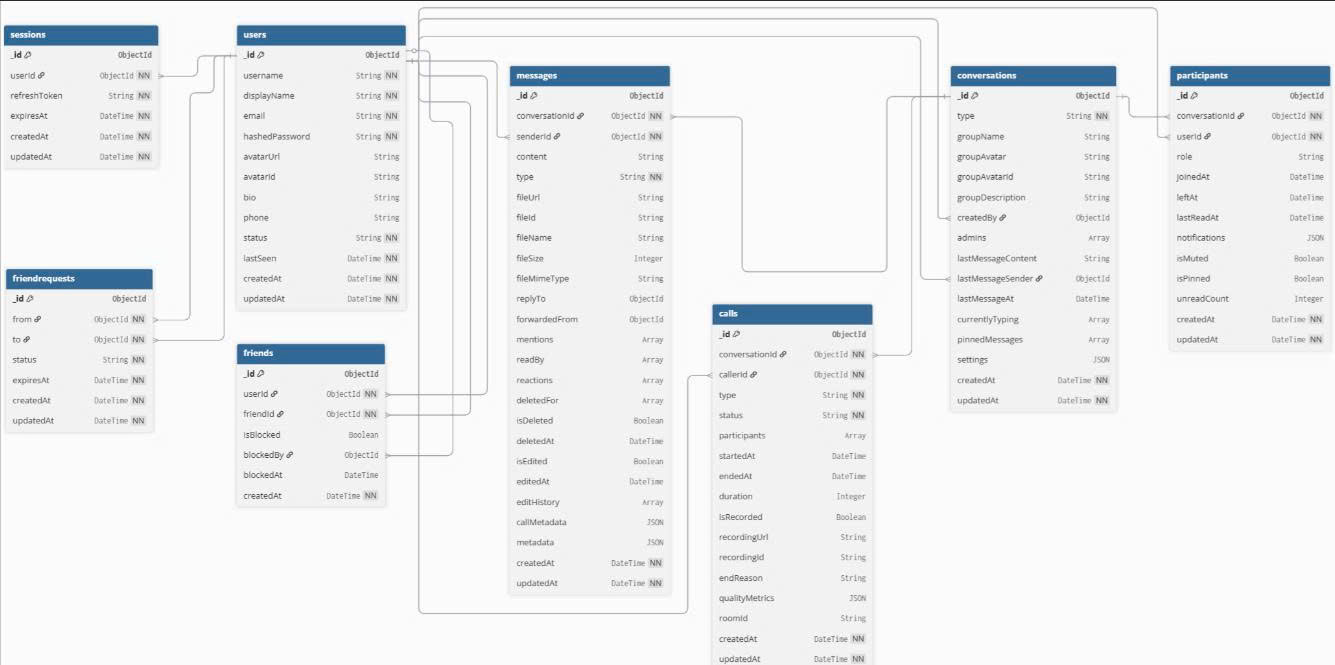 sessions
_id ObjectId
userId ObjectId NN
refreshToken String NN
expiresAt DateTime NN
createdAt DateTime NN
updatedAt DateTime NN
users
_id ObjectId
username String NN
displayName String NN
email String NN
hashedPassword String NN
avatarUrl String
avatarId String
bio String
phone String
status String NN
lastSeen DateTime NN
createdAt DateTime NN
updatedAt DateTime NN
friendrequests
_id ObjectId
from ObjectId NN
to ObjectId NN
status String NN
expiresAt DateTime NN
createdAt DateTime NN
updatedAt DateTime NN
friends
_id ObjectId
userId ObjectId NN
friendId ObjectId NN
isBlocked Boolean
blockedBy ObjectId
blockedAt DateTime
createdAt DateTime NN
messages
_id ObjectId
conversationId ObjectId NN
senderId ObjectId NN
content String
type String NN
fileUrl String
fileId String
fileName String
fileSize Integer
fileMimeType String
replyTo ObjectId
forwardedFrom ObjectId
mentions Array
readBy Array
reactions Array
deletedFor Array
isDeleted Boolean
deletedAt DateTime
isEdited Boolean
editedAt DateTime
editHistory Array
callMetadata JSON
metadata JSON
createdAt DateTime NN
updatedAt DateTime NN
calls
_id ObjectId
conversationId ObjectId NN
callerId ObjectId NN
type String NN
status String NN
participants Array
startedAt DateTime
endedAt DateTime
duration Integer
isRecorded Boolean
recordingUrl String
recordingId String
endReason String
qualityMetrics JSON
roomId String
createdAt DateTime NN
updatedAt DateTime NN
conversations
_id ObjectId
type String NN
groupName String
groupAvatar String
groupAvatarId String
groupDescription String
createdBy ObjectId
admins Array
lastMessageContent String
lastMessageSender ObjectId
lastMessageAt DateTime
currentlyTyping Array
pinnedMessages Array
settings JSON
createdAt DateTime NN
updatedAt DateTime NN
participants
_id ObjectId
conversationId ObjectId NN
userId ObjectId NN
role String
joinedAt DateTime
leftAt DateTime
lastReadAt DateTime
notifications JSON
isMuted Boolean
isPinned Boolean
unreadCount Integer
createdAt DateTime NN
updatedAt DateTime NN